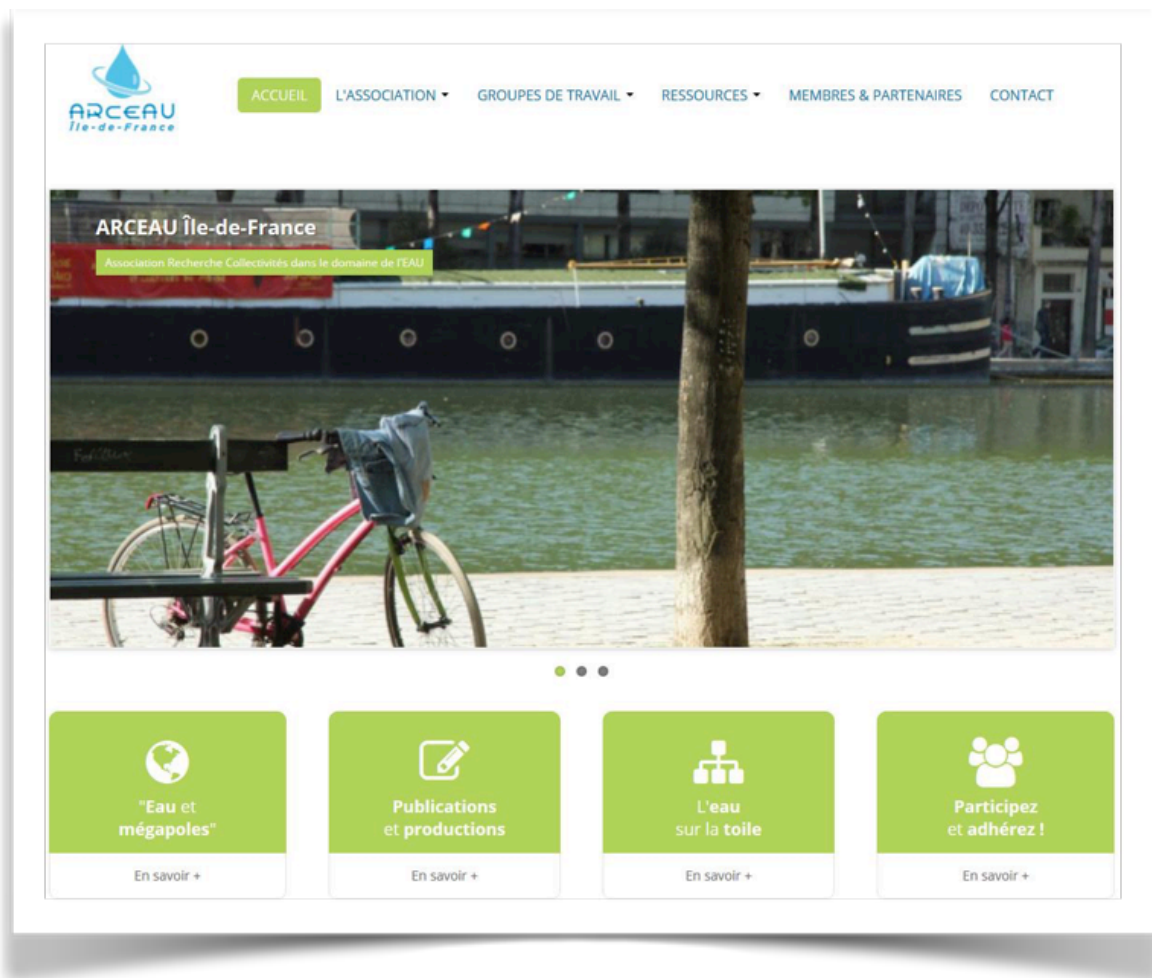 ARCEAU
Île-de-France
ACCUEIL
L'ASSOCIATION
GROUPES DE TRAVAIL
RESSOURCES
MEMBRES & PARTENAIRES
CONTACT
ARCEAU Île-de-France
Association Recherche Collectivités dans le domaine de l'EAU
"Eau et
mégapoles"
En savoir +
Publications
et productions
En savoir +
L'eau
sur la toile
En savoir +
Participez
et adhérez !
En savoir +